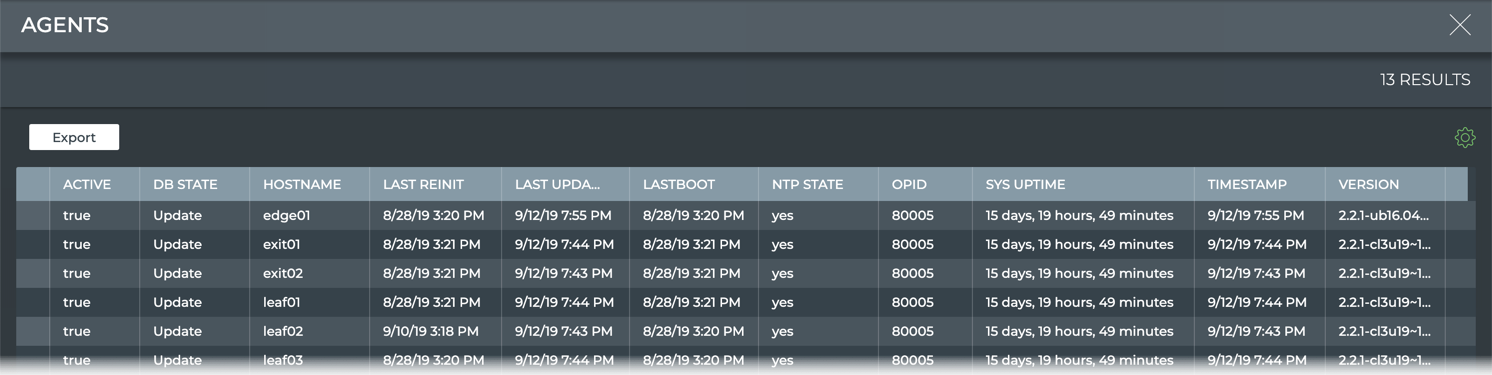 AGENTS
13 RESULTS
Export
ACTIVE DB STATE HOSTNAME LAST REINIT LAST UPDA... LASTBOOT NTP STATE OPID SYS UPTIME TIMESTAMP VERSION
true Update edge01 8/28/19 3:20 PM 9/12/19 7:55 PM 8/28/19 3:20 PM yes 80005 15 days, 19 hours, 49 minutes 9/12/19 7:55 PM 2.2.1-ub16.04...
true Update exit01 8/28/19 3:21 PM 9/12/19 7:44 PM 8/28/19 3:21 PM yes 80005 15 days, 19 hours, 49 minutes 9/12/19 7:44 PM 2.2.1-cl3u19~1...
true Update exit02 8/28/19 3:21 PM 9/12/19 7:43 PM 8/28/19 3:21 PM yes 80005 15 days, 19 hours, 49 minutes 9/12/19 7:43 PM 2.2.1-cl3u19~1...
true Update leaf01 8/28/19 3:21 PM 9/12/19 7:44 PM 8/28/19 3:21 PM yes 80005 15 days, 19 hours, 49 minutes 9/12/19 7:44 PM 2.2.1-cl3u19~1...
true Update leaf02 9/10/19 3:18 PM 9/12/19 7:43 PM 8/28/19 3:20 PM yes 80005 15 days, 19 hours, 49 minutes 9/12/19 7:43 PM 2.2.1-cl3u19~1...
true Update leaf03 8/28/19 3:20 PM 9/12/19 7:44 PM 8/28/19 3:20 PM yes 80005 15 days, 19 hours, 49 minutes 9/12/19 7:44 PM 2.2.1-cl3u19~1...